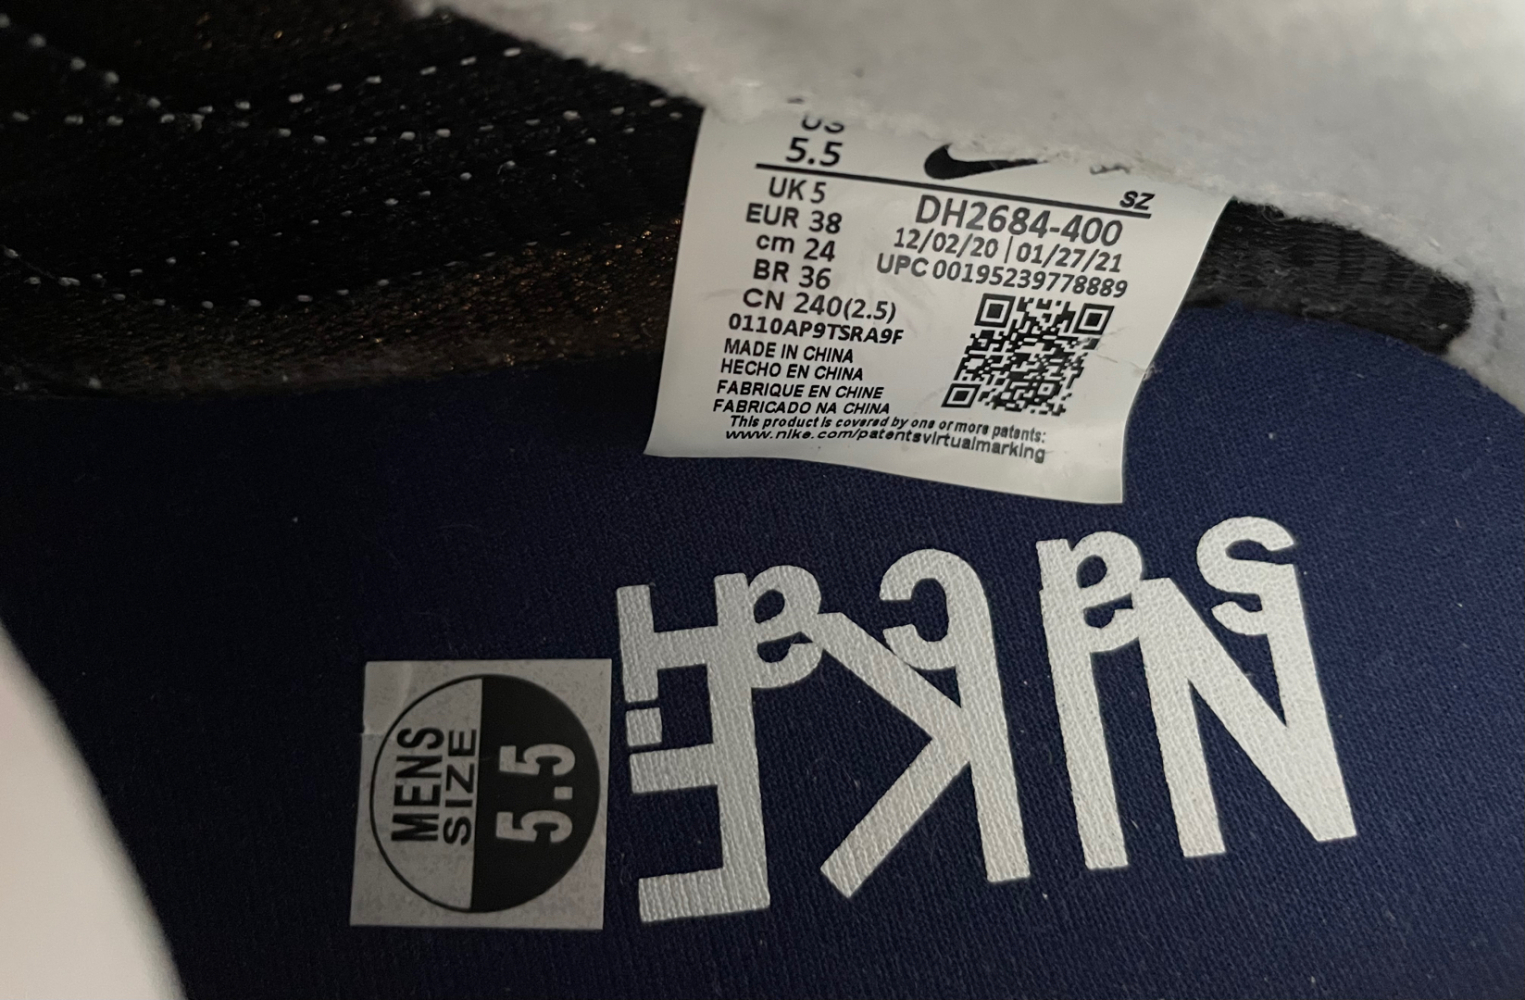 US
5.5
UK 5
EUR 38
cm 24
BR 36
CN 240(2.5)
0110AP9TSRA9F
MADE IN CHINA
HECHO EN CHINA
FABRIQUE EN CHINE
FABRICADO NA CHINA
SZ
DH2684-400
12/02/20 | 01/27/21
UPC 00195239778889
This product is covered by one or more patents:
www.nike.com/patentsvirtualmarking
sacai
NIKE
MENS
SIZE
5.5